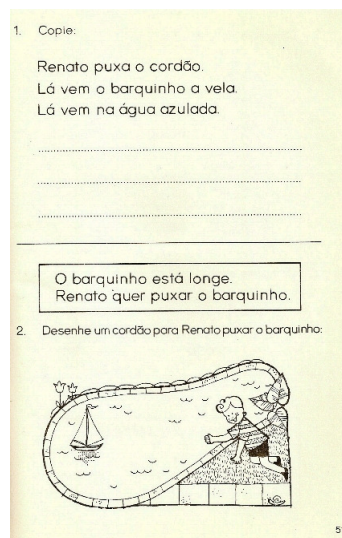 1. Copie:
Renato puxa o cordão.
Lá vem o barquinho a vela.
Lá vem na água azulada.
O barquinho está longe.
Renato quer puxar o barquinho.
2. Desenhe um cordão para Renato puxar o barquinho:
5